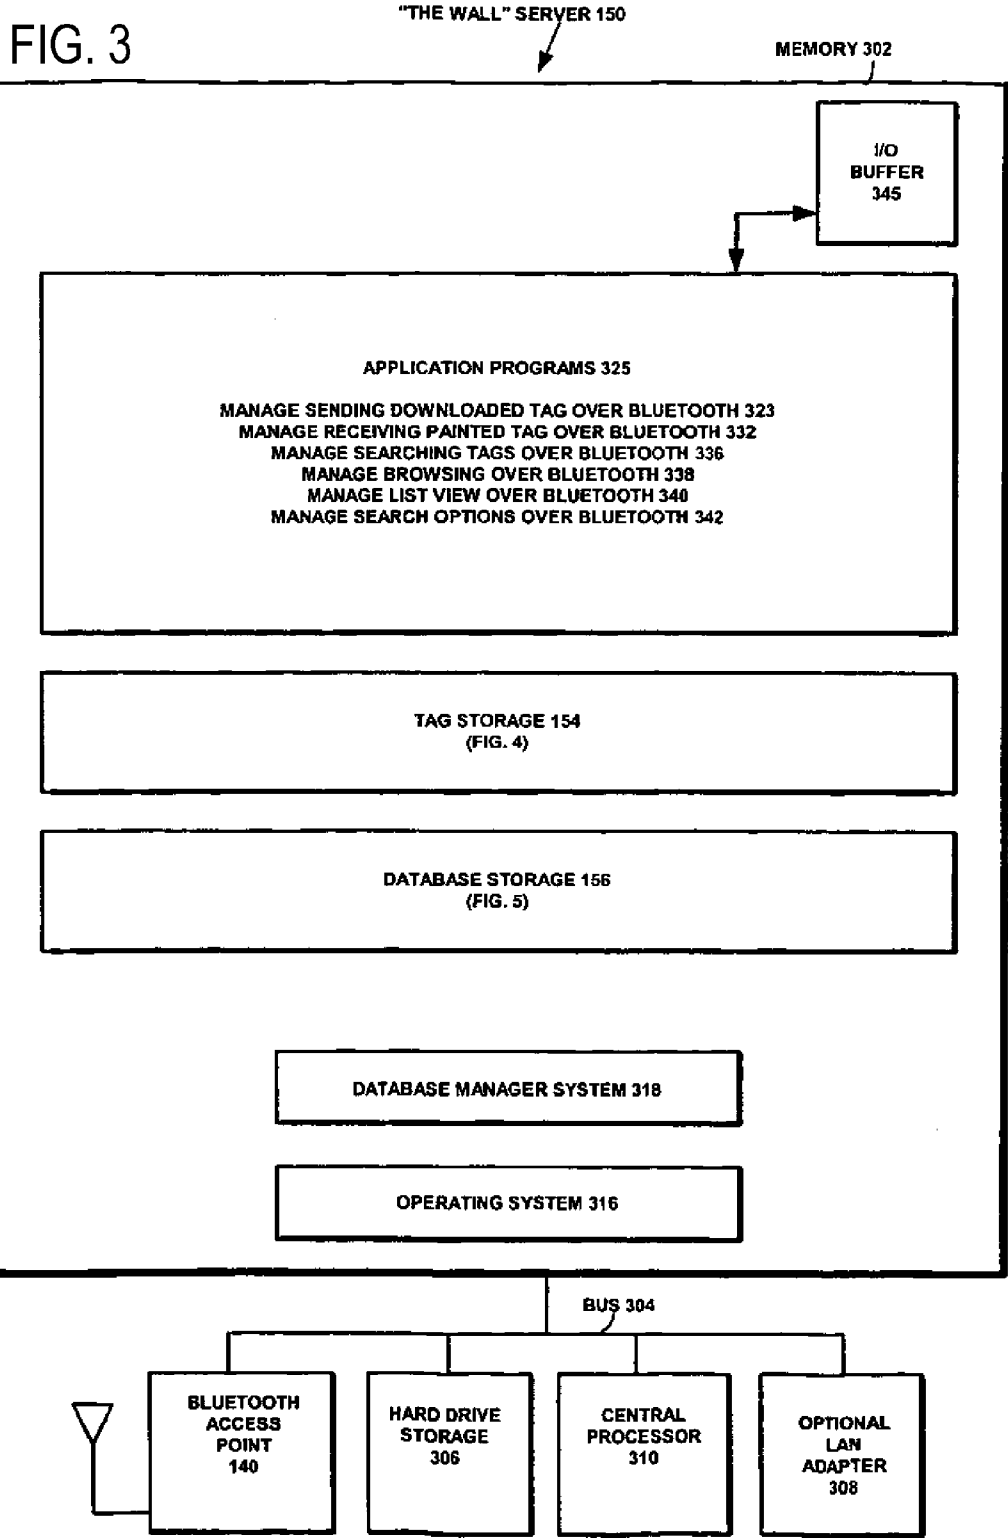 "THE WALL" SERVER 150
FIG. 3
MEMORY 302
I/O
BUFFER
345
APPLICATION PROGRAMS 325
MANAGE SENDING DOWNLOADED TAG OVER BLUETOOTH 323
MANAGE RECEIVING PAINTED TAG OVER BLUETOOTH 332
MANAGE SEARCHING TAGS OVER BLUETOOTH 336
MANAGE BROWSING OVER BLUETOOTH 338
MANAGE LIST VIEW OVER BLUETOOTH 340
MANAGE SEARCH OPTIONS OVER BLUETOOTH 342
TAG STORAGE 154
(FIG. 4)
DATABASE STORAGE 156
(FIG. 5)
DATABASE MANAGER SYSTEM 318
OPERATING SYSTEM 316
BUS 304
BLUETOOTH
ACCESS
POINT
140
HARD DRIVE
STORAGE
306
CENTRAL
PROCESSOR
310
OPTIONAL
LAN
ADAPTER
308